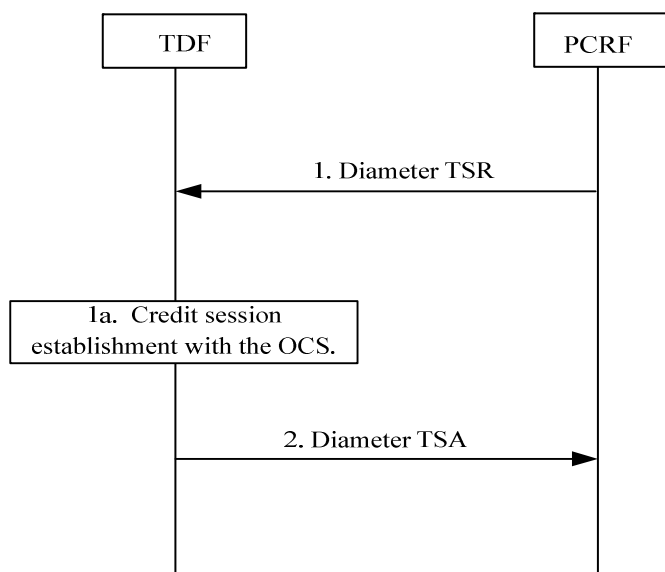 TDF
PCRF
1. Diameter TSR
1a. Credit session
establishment with the OCS.
2. Diameter TSA